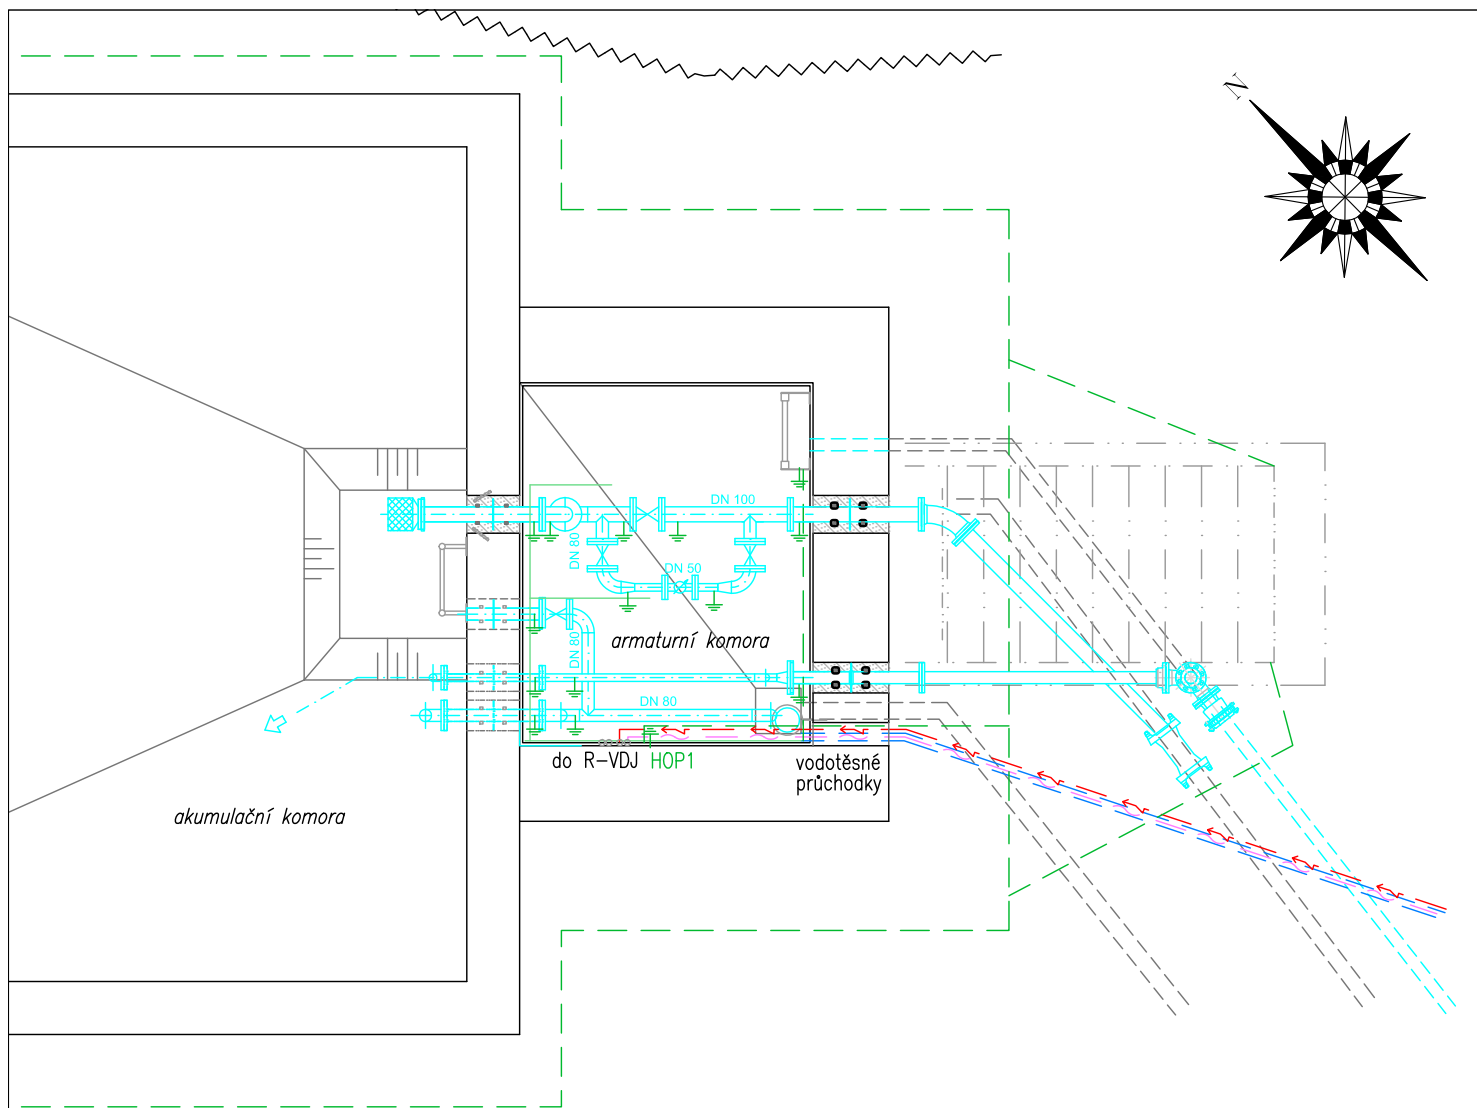 N
DN 100
DN 80
DN 50
DN 80
armaturní komora
DN 80
do R-VDJ HOP1
vodotěsné
průchodky
akumulační komora